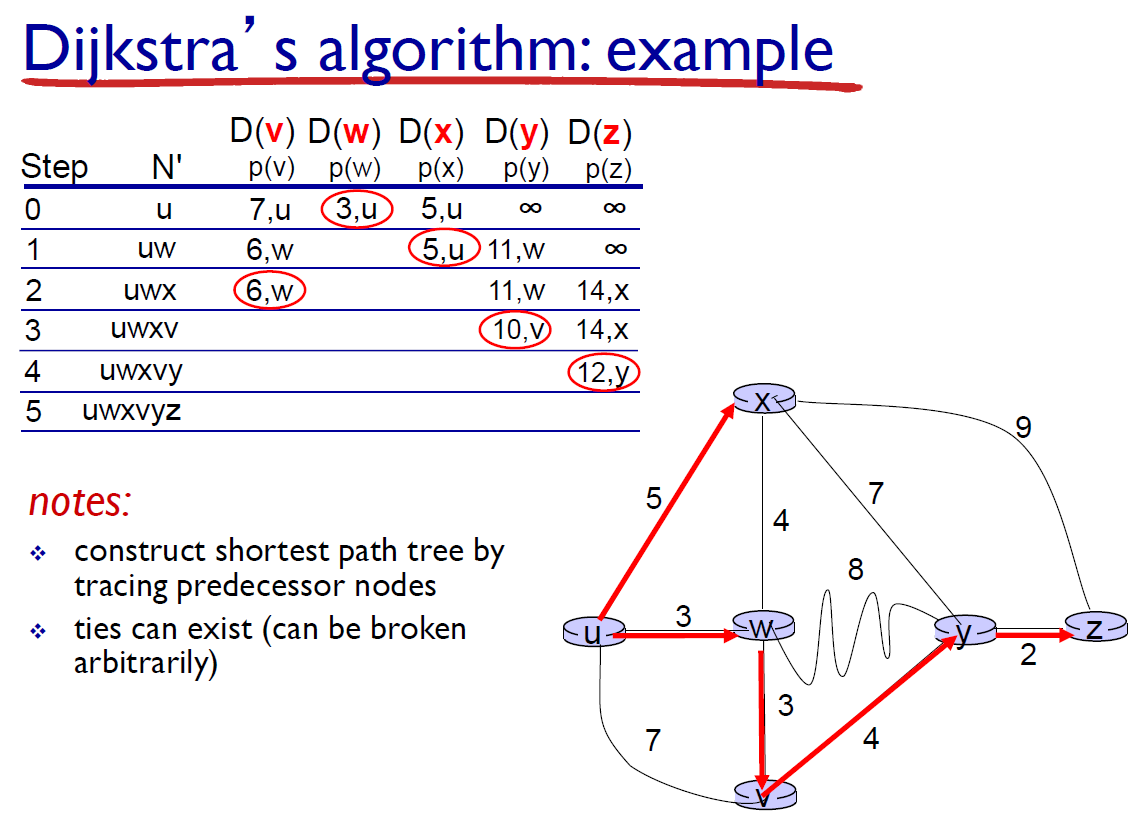 Dijkstra’s algorithm: example
D(v) D(w) D(x) D(y) D(z)
Step N' p(v) p(w) p(x) p(y) p(z)
0 u 7,u 3,u 5,u ∞ ∞
1 uw 6,w 5,u 11,w ∞
2 uwx 6,w 11,w 14,x
3 uwxv 10,v 14,x
4 uwxvy 12,y
5 uwxvyz
notes:
❖ construct shortest path tree by
tracing predecessor nodes
❖ ties can exist (can be broken
arbitrarily)
x
9
5
7
4
8
u
3
w
y
z
2
3
7
4
v